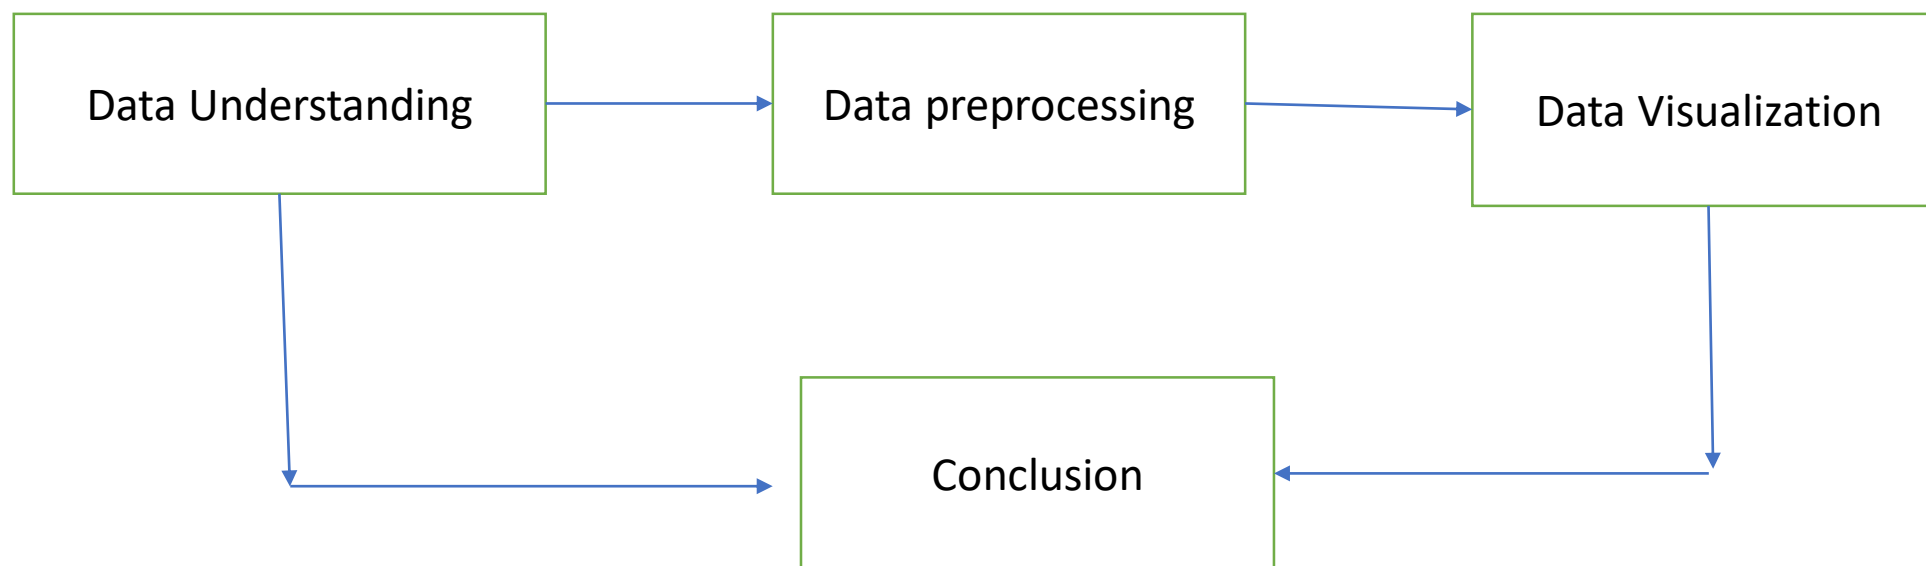 Data Understanding
Data preprocessing
Data Visualization
Conclusion